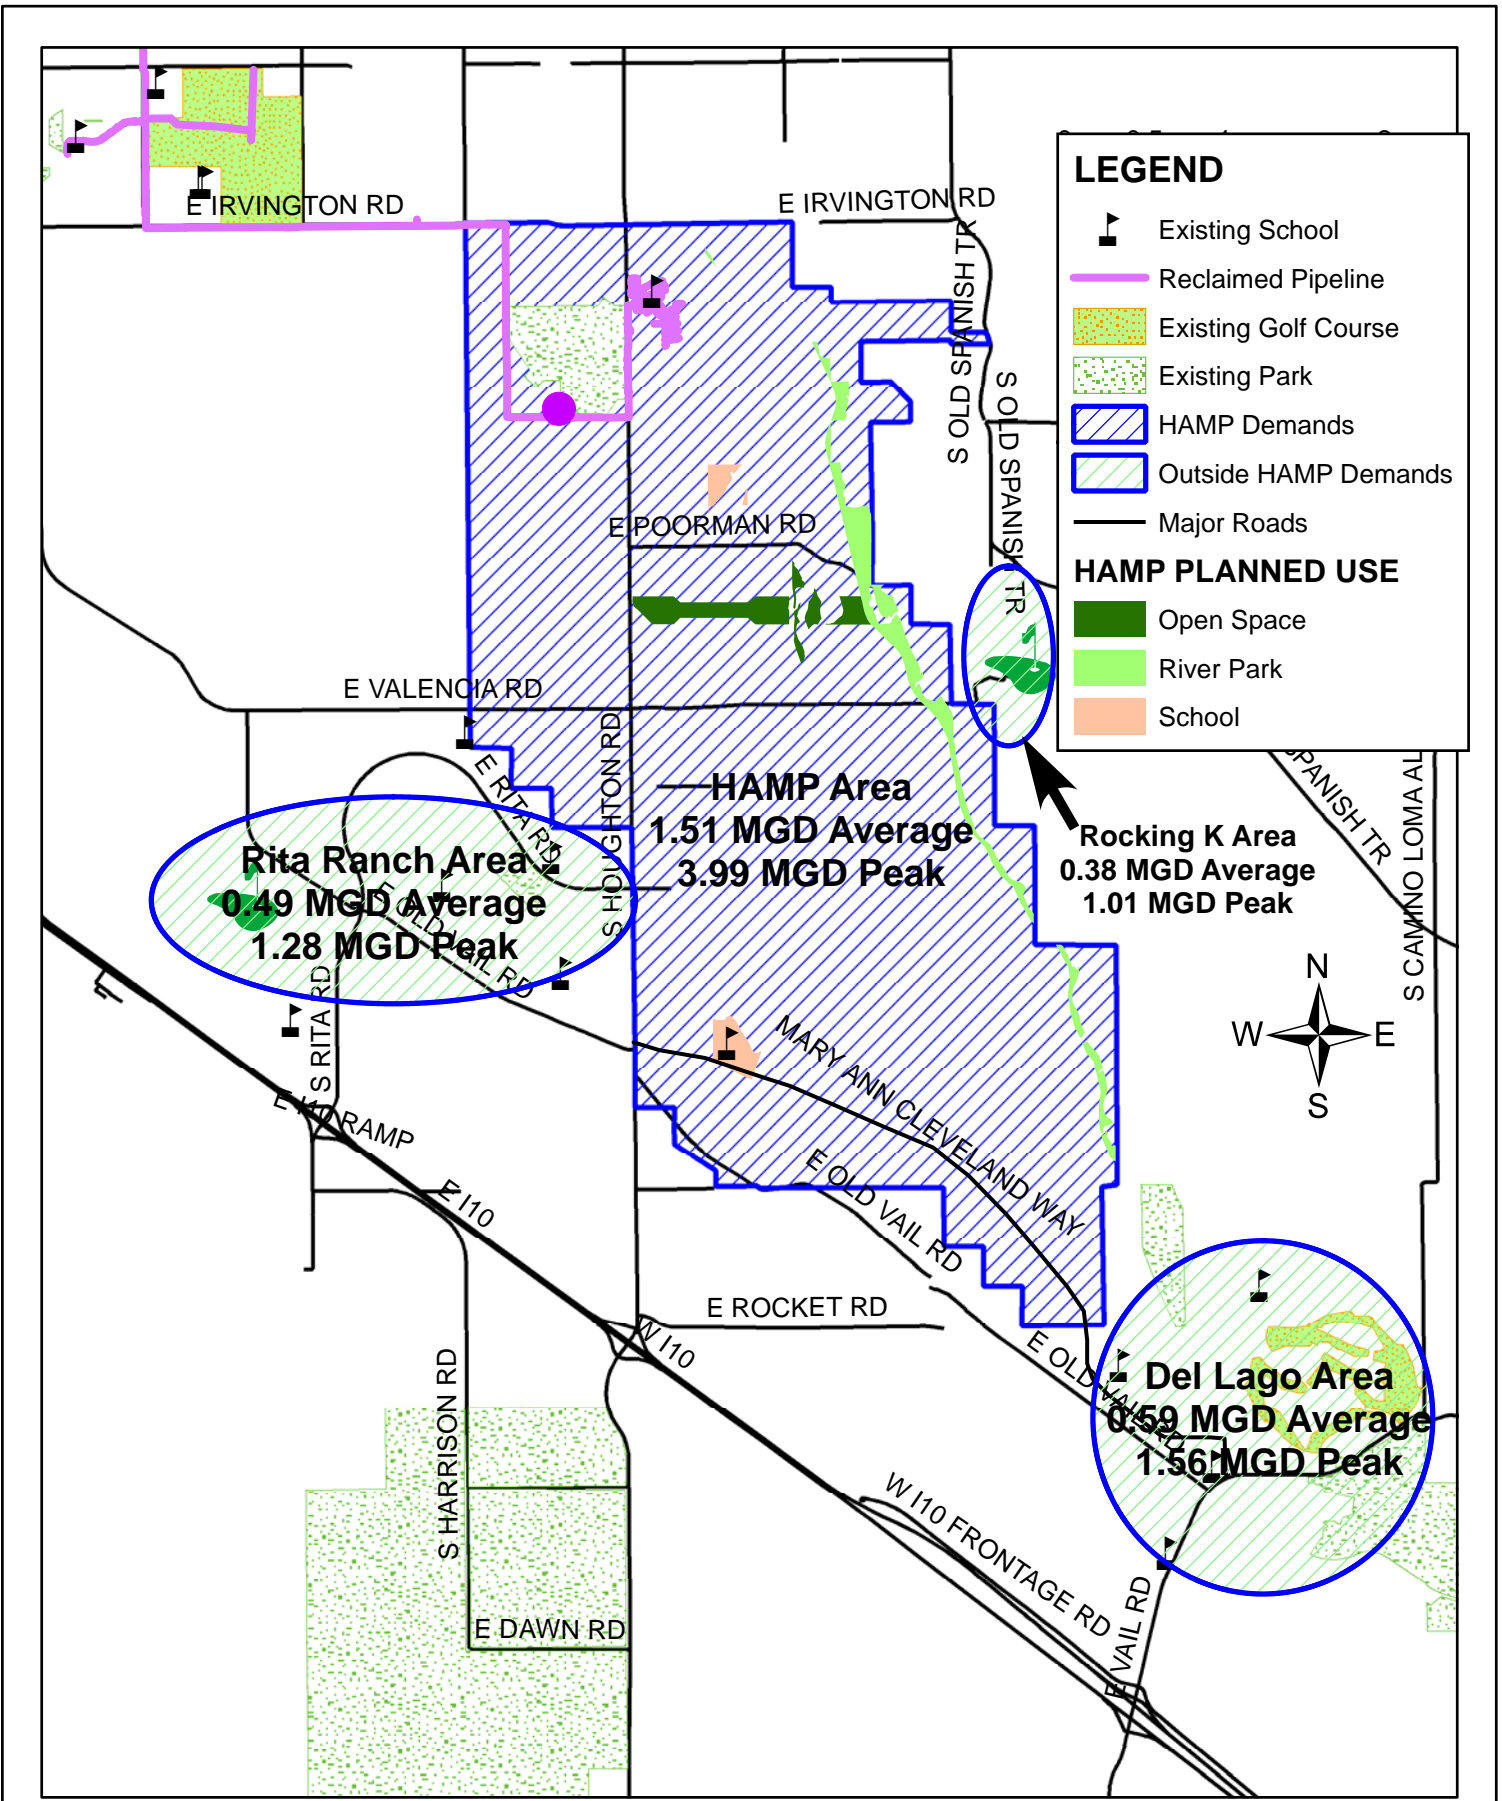 E IRVINGTON RD
E IRVINGTON RD
S OLD SPANISH TR
S OLD SPANISH TR
LEGEND
Existing School
Reclaimed Pipeline
Existing Golf Course
Existing Park
HAMP Demands
Outside HAMP Demands
Major Roads
HAMP PLANNED USE
Open Space
River Park
School
E POORMAN RD
E VALENCIA RD
S HOUGHTON RD
E RITA RD
HAMP Area
1.51 MGD Average
3.99 MGD Peak
Rocking K Area
0.38 MGD Average
1.01 MGD Peak
SPANISH TR
S CAMINO LOMA AL
Rita Ranch Area
0.49 MGD Average
1.28 MGD Peak
E OLD VAIL RD
S RITA RD
N
W
E
S
MARY ANN CLEVELAND WAY
E I10 RAMP
E I10
E OLD VAIL RD
E ROCKET RD
W I10
E OLD VAIL RD
Del Lago Area
0.59 MGD Average
1.56 MGD Peak
S HARRISON RD
W I10 FRONTAGE RD
E VAIL RD
E DAWN RD